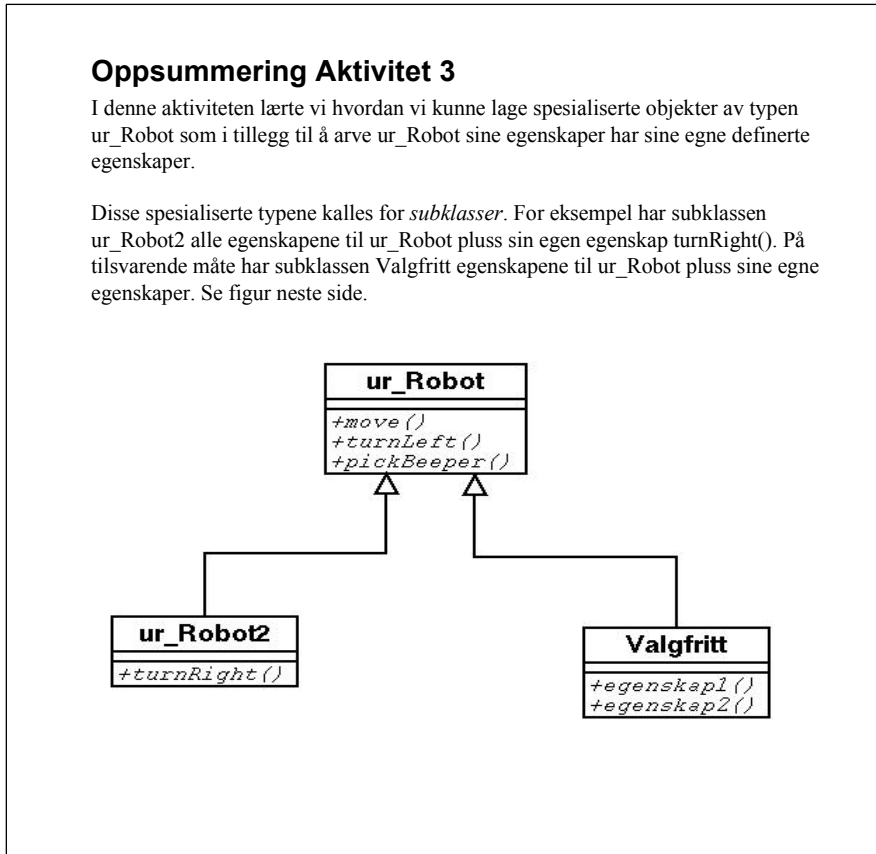 Oppsummering Aktivitet 3
I denne aktiviteten lærte vi hvordan vi kunne lage spesialiserte objekter av typen
ur_Robot som i tillegg til å arve ur_Robot sine egenskaper har sine egne definerte
egenskaper.
Disse spesialiserte typene kalles for subklasser. For eksempel har subklassen
ur_Robot2 alle egenskapene til ur_Robot pluss sin egen egenskap turnRight(). På
tilsvarende måte har subklassen Valgfritt egenskapene til ur_Robot pluss sine egne
egenskaper. Se figur neste side.
ur_Robot
+move()
+turnLeft()
+pickBeeper()
ur_Robot2
+turnRight()
Valgfritt
+egenskap1()
+egenskap2()